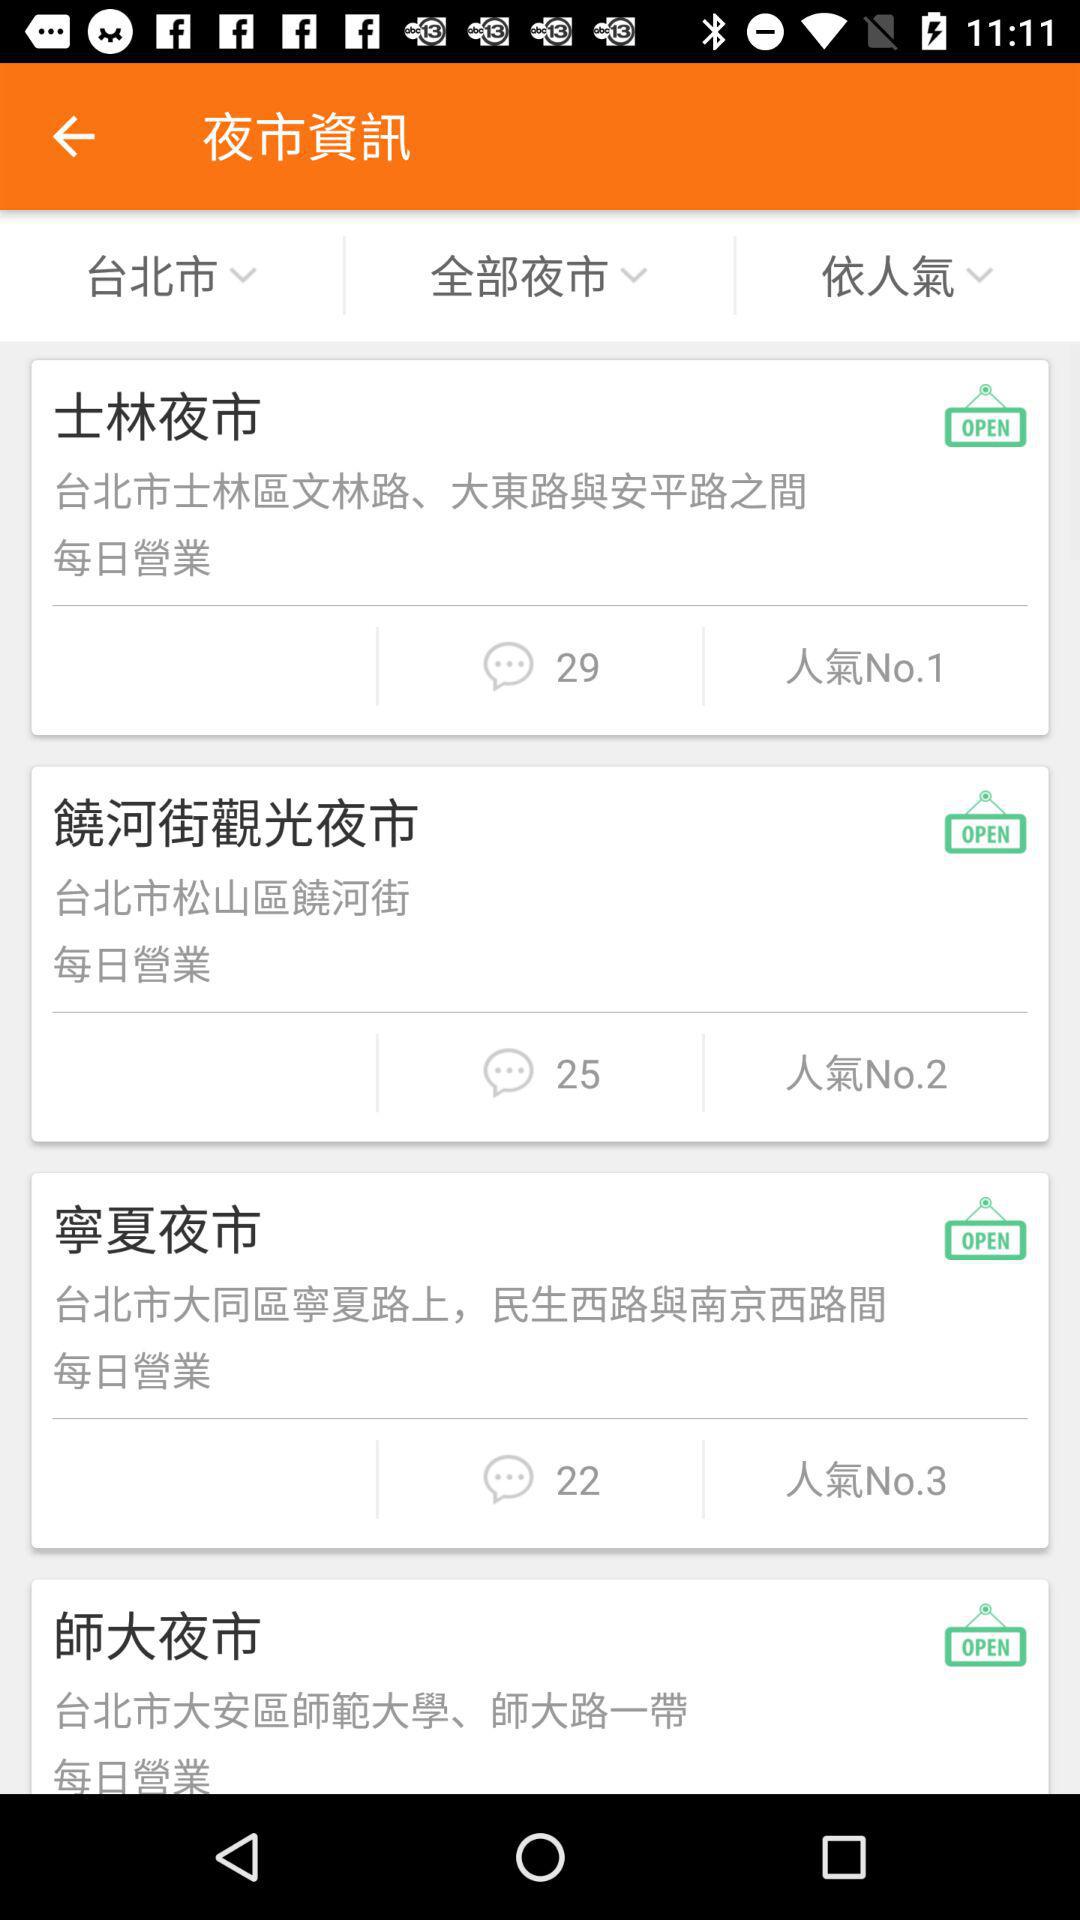 abc13 abc13 abc13 abc13 11:11
夜市資訊
台北市 全部夜市 依人氣
士林夜市 OPEN
台北市士林區文林路、大東路與安平路之間
每日營業
29 人氣No.1
饒河街觀光夜市 OPEN
台北市松山區饒河街
每日營業
25 人氣No.2
寧夏夜市 OPEN
台北市大同區寧夏路上，民生西路與南京西路間
每日營業
22 人氣No.3
師大夜市 OPEN
台北市大安區師範大學、師大路一帶
每日營業